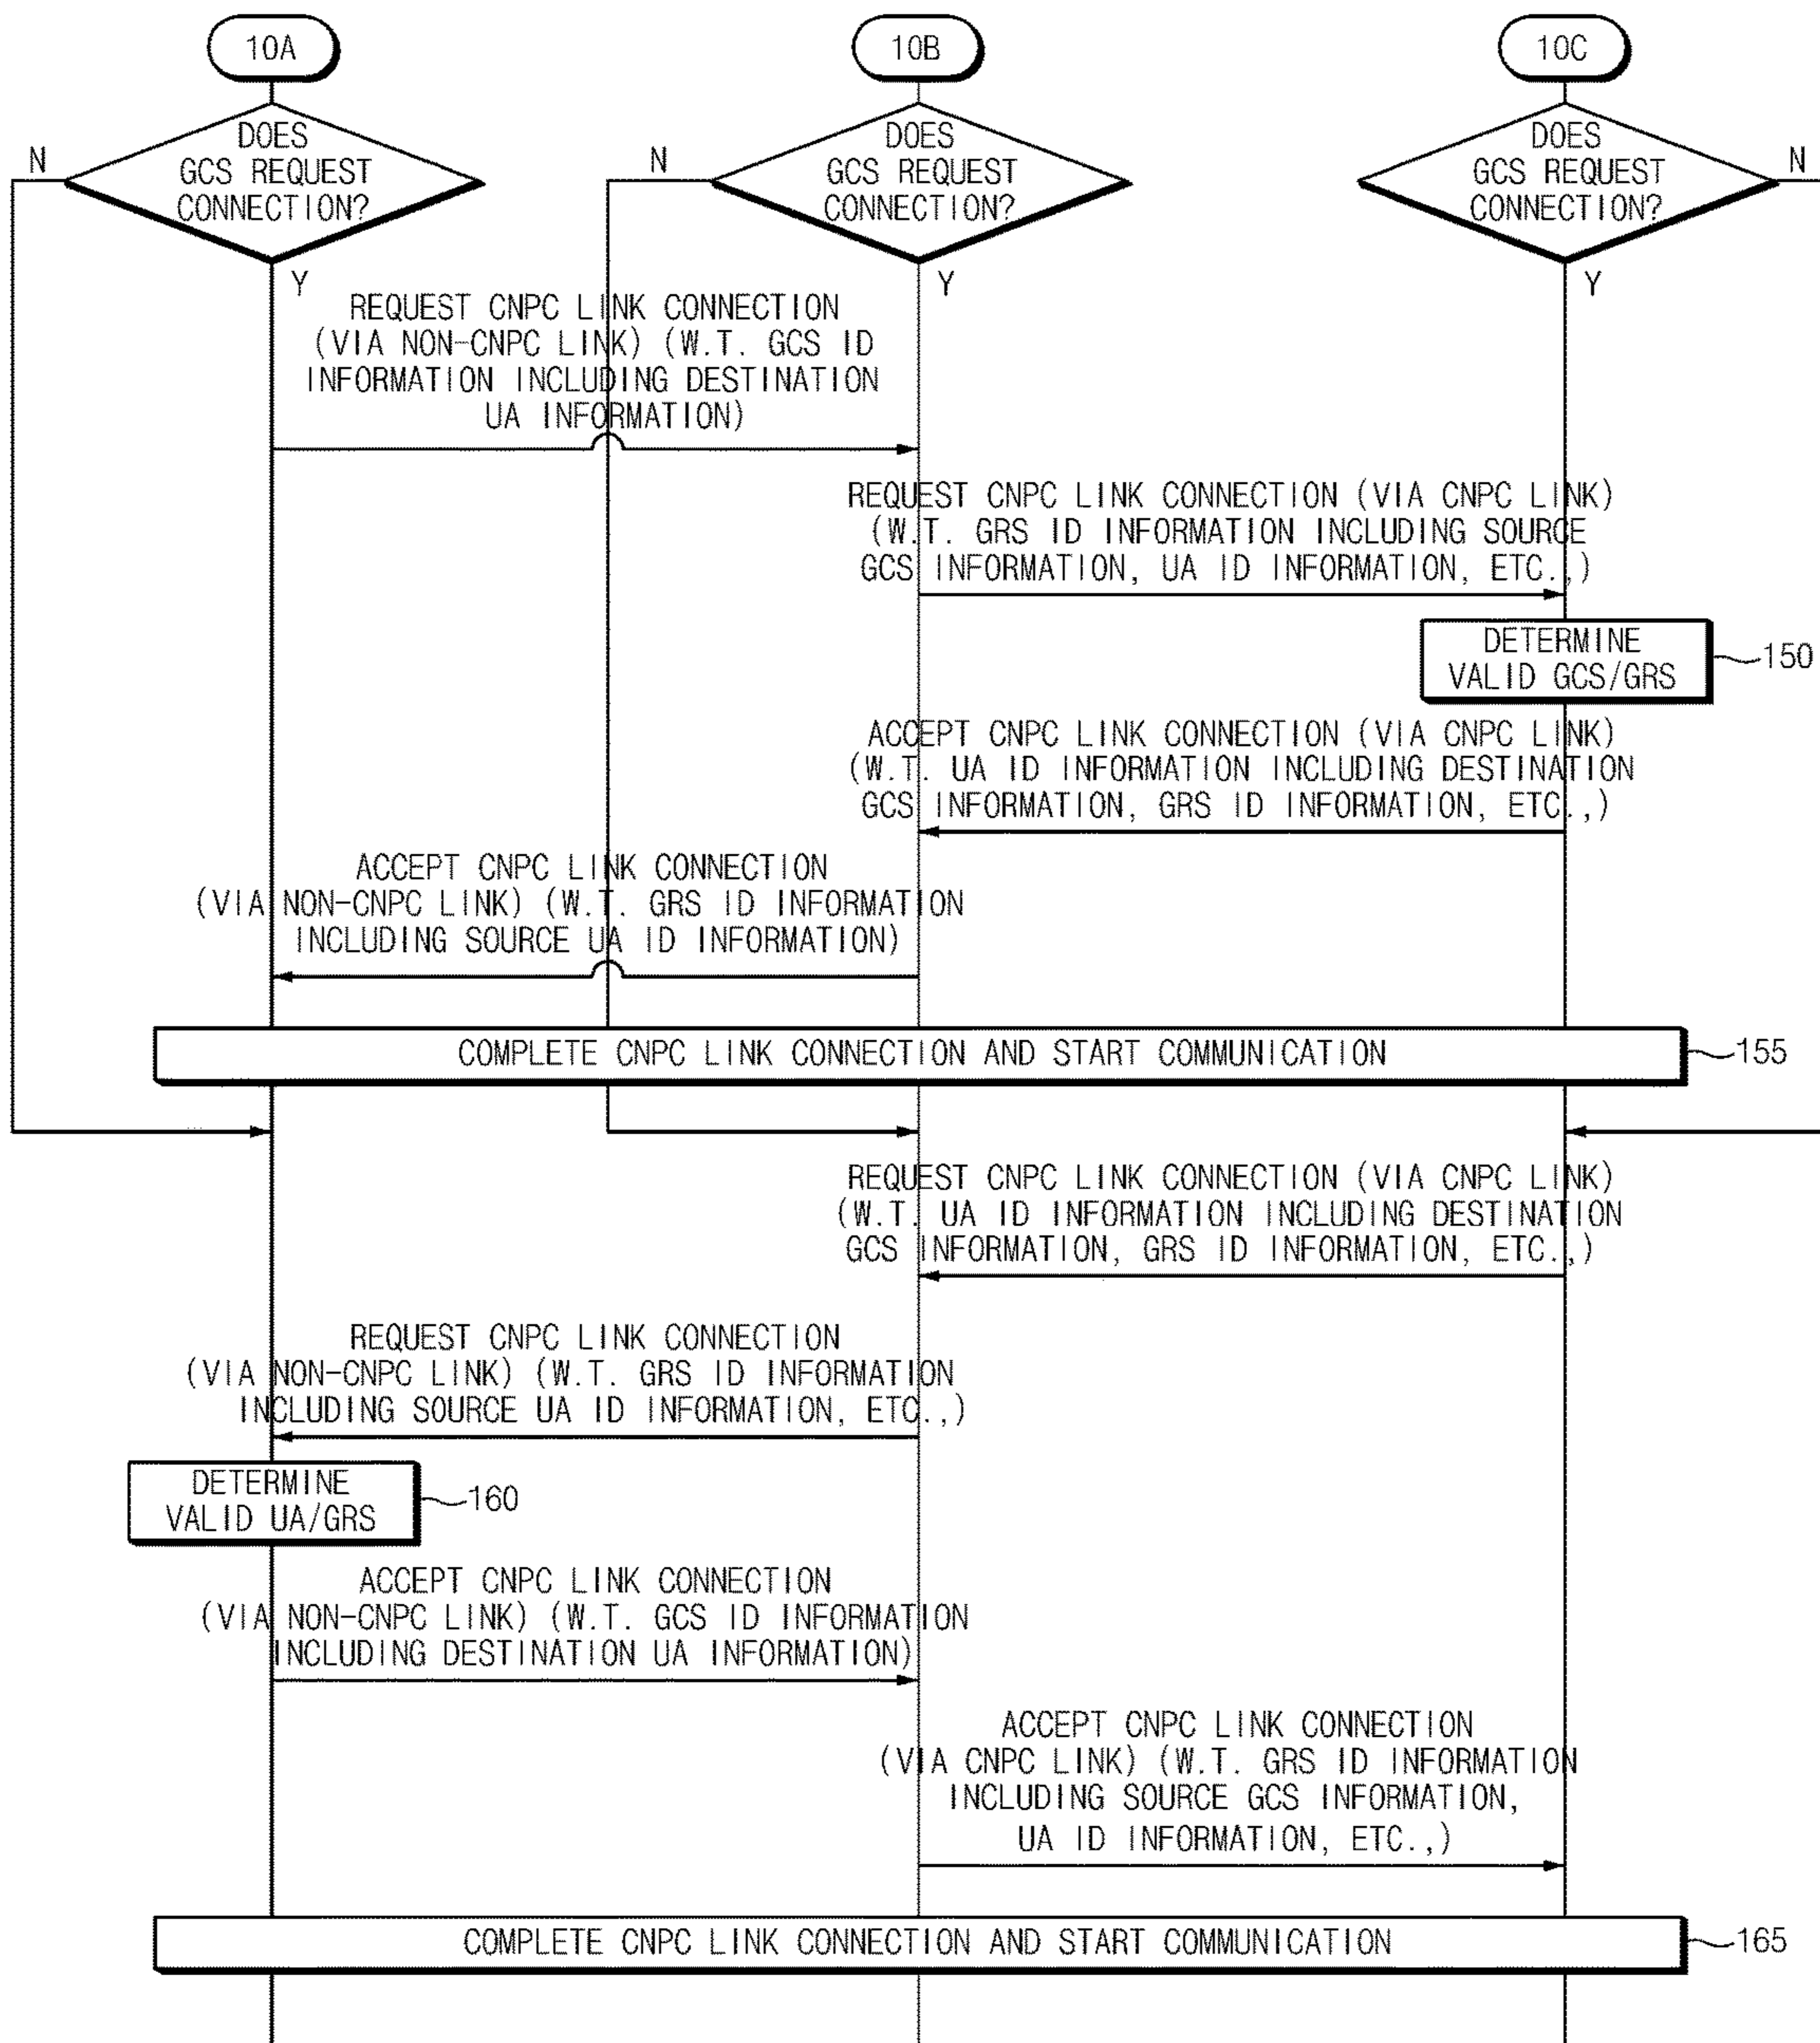 10A
10B
10C
DOES
GCS REQUEST
CONNECTION?
N
Y
DOES
GCS REQUEST
CONNECTION?
N
Y
DOES
GCS REQUEST
CONNECTION?
N
Y
REQUEST CNPC LINK CONNECTION
(VIA NON-CNPC LINK) (W.T. GCS ID
INFORMATION INCLUDING DESTINATION
UA INFORMATION)
REQUEST CNPC LINK CONNECTION (VIA CNPC LINK)
(W.T. GRS ID INFORMATION INCLUDING SOURCE
GCS INFORMATION, UA ID INFORMATION, ETC.,)
DETERMINE
VALID GCS/GRS
150
ACCEPT CNPC LINK CONNECTION (VIA CNPC LINK)
(W.T. UA ID INFORMATION INCLUDING DESTINATION
GCS INFORMATION, GRS ID INFORMATION, ETC.,)
ACCEPT CNPC LINK CONNECTION
(VIA NON-CNPC LINK) (W.T. GRS ID INFORMATION
INCLUDING SOURCE UA ID INFORMATION)
COMPLETE CNPC LINK CONNECTION AND START COMMUNICATION
155
REQUEST CNPC LINK CONNECTION (VIA CNPC LINK)
(W.T. UA ID INFORMATION INCLUDING DESTINATION
GCS INFORMATION, GRS ID INFORMATION, ETC.,)
REQUEST CNPC LINK CONNECTION
(VIA NON-CNPC LINK) (W.T. GRS ID INFORMATION
INCLUDING SOURCE UA ID INFORMATION, ETC.,)
DETERMINE
VALID UA/GRS
160
ACCEPT CNPC LINK CONNECTION
(VIA NON-CNPC LINK) (W.T. GCS ID INFORMATION
INCLUDING DESTINATION UA INFORMATION)
ACCEPT CNPC LINK CONNECTION
(VIA CNPC LINK) (W.T. GRS ID INFORMATION
INCLUDING SOURCE GCS INFORMATION,
UA ID INFORMATION, ETC.,)
COMPLETE CNPC LINK CONNECTION AND START COMMUNICATION
165